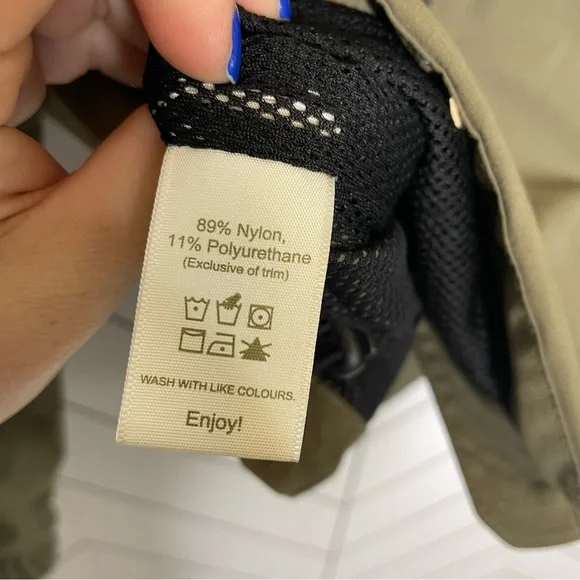 89% Nylon,
11% Polyurethane
(Exclusive of trim)
WASH WITH LIKE COLOURS.
Enjoy!